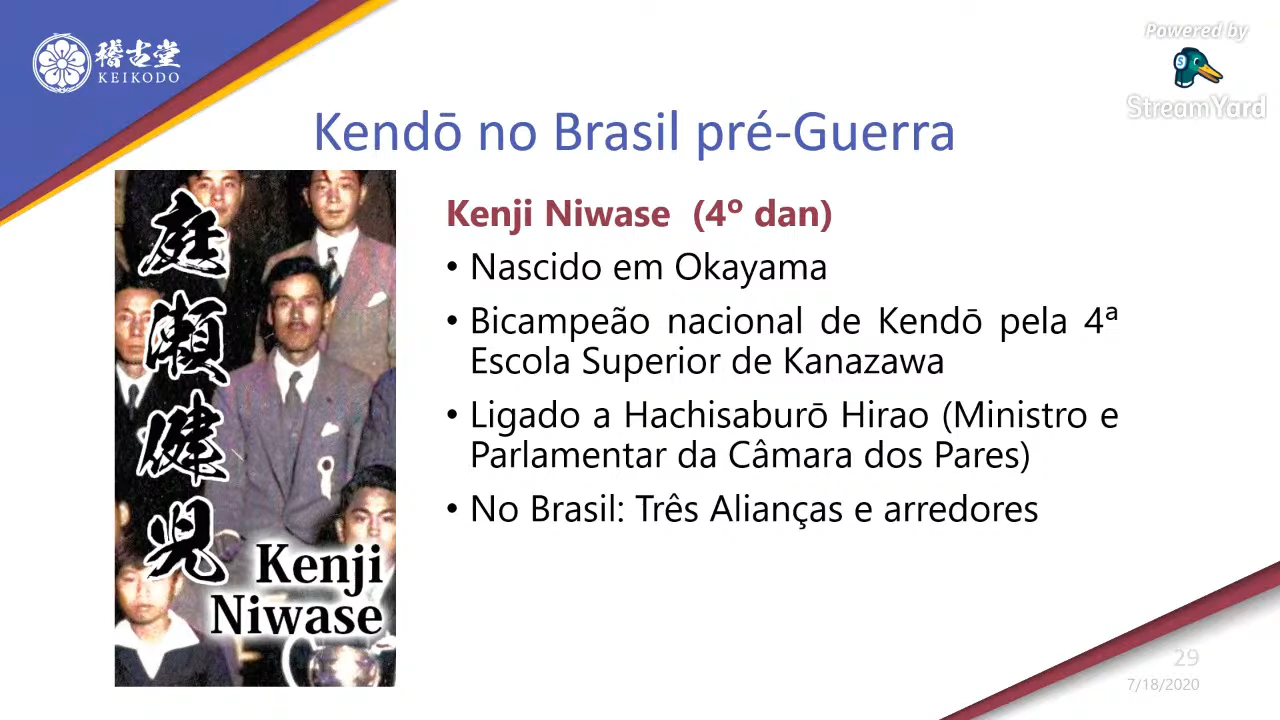 稽古堂
KEIKODO
Powered by
StreamYard
Kendō no Brasil pré-Guerra
庭瀬健児
Kenji
Niwase
Kenji Niwase (4º dan)
• Nascido em Okayama
• Bicampeão nacional de Kendō pela 4ª
Escola Superior de Kanazawa
• Ligado a Hachisaburō Hirao (Ministro e
Parlamentar da Câmara dos Pares)
• No Brasil: Três Alianças e arredores
29
7/18/2020